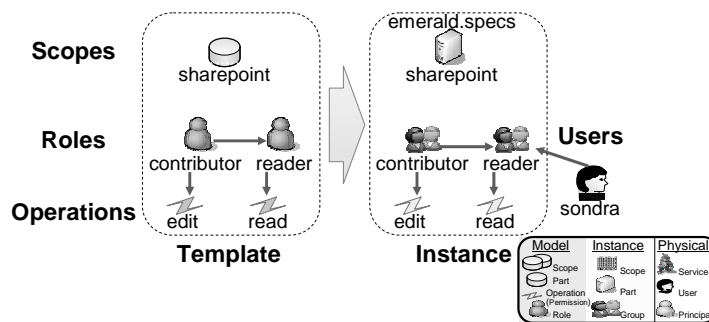 emerald.specs
Scopes
sharepoint sharepoint
Roles Users
contributor reader contributor reader
Operations edit read edit read sondra
Template Instance
Model Instance Physical
Scope Scope Service
Part Part User
Operation
(Permission)
Role Group Principa